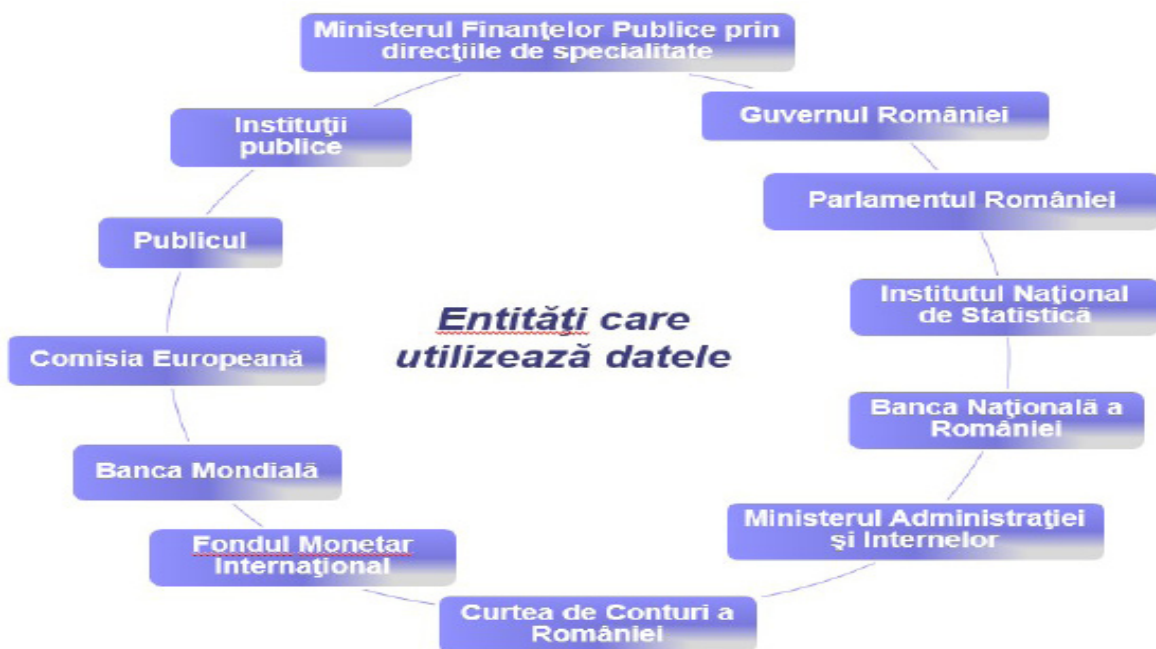 Ministerul Finanţelor Publice prin
direcţiile de specialitate
Guvernul României
Parlamentul României
Institutul Naţional
de Statistică
Banca Naţională a
României
Ministerul Administraţiei
şi Internelor
Curtea de Conturi a
României
Fondul Monetar
Internaţional
Banca Mondială
Comisia Europeană
Publicul
Instituţii
publice
Entităţi care
utilizează datele